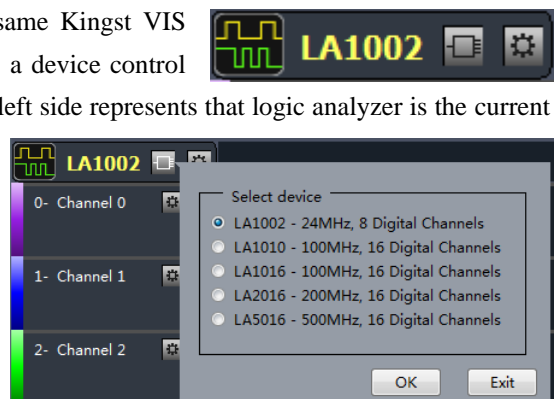 same Kingst VIS
a device control
LA1002
left side represents that logic analyzer is the current
LA1002
Select device
0- Channel 0
LA1002 - 24MHz, 8 Digital Channels
LA1010 - 100MHz, 16 Digital Channels
1- Channel 1
LA1016 - 100MHz, 16 Digital Channels
LA2016 - 200MHz, 16 Digital Channels
LA5016 - 500MHz, 16 Digital Channels
2- Channel 2
OK
Exit